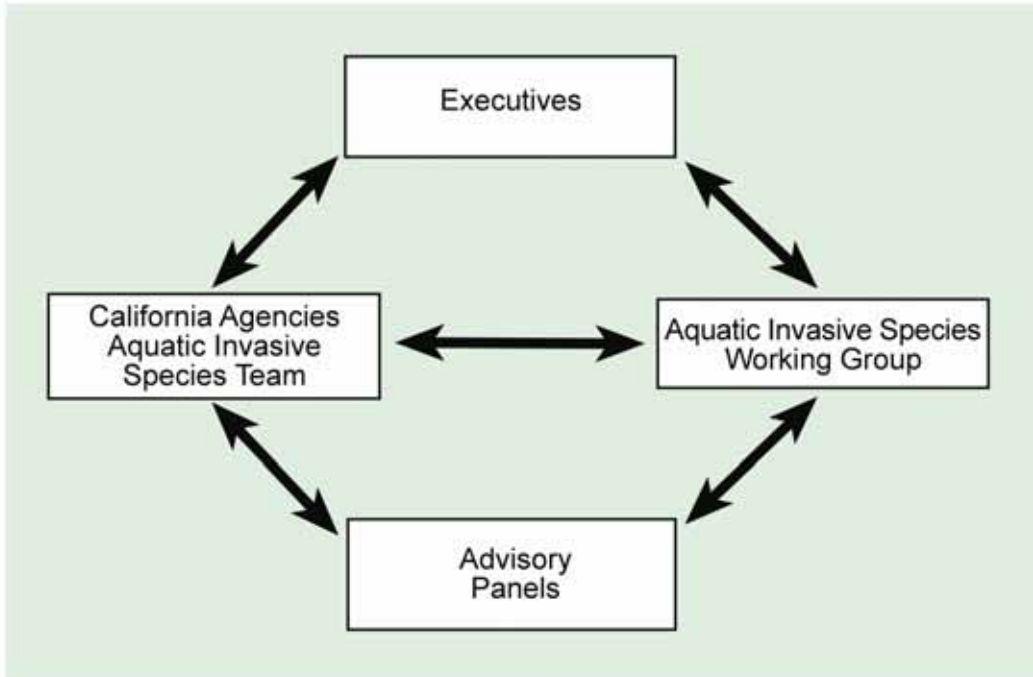 Executives
California Agencies
Aquatic Invasive
Species Team
Aquatic Invasive Species
Working Group
Advisory
Panels